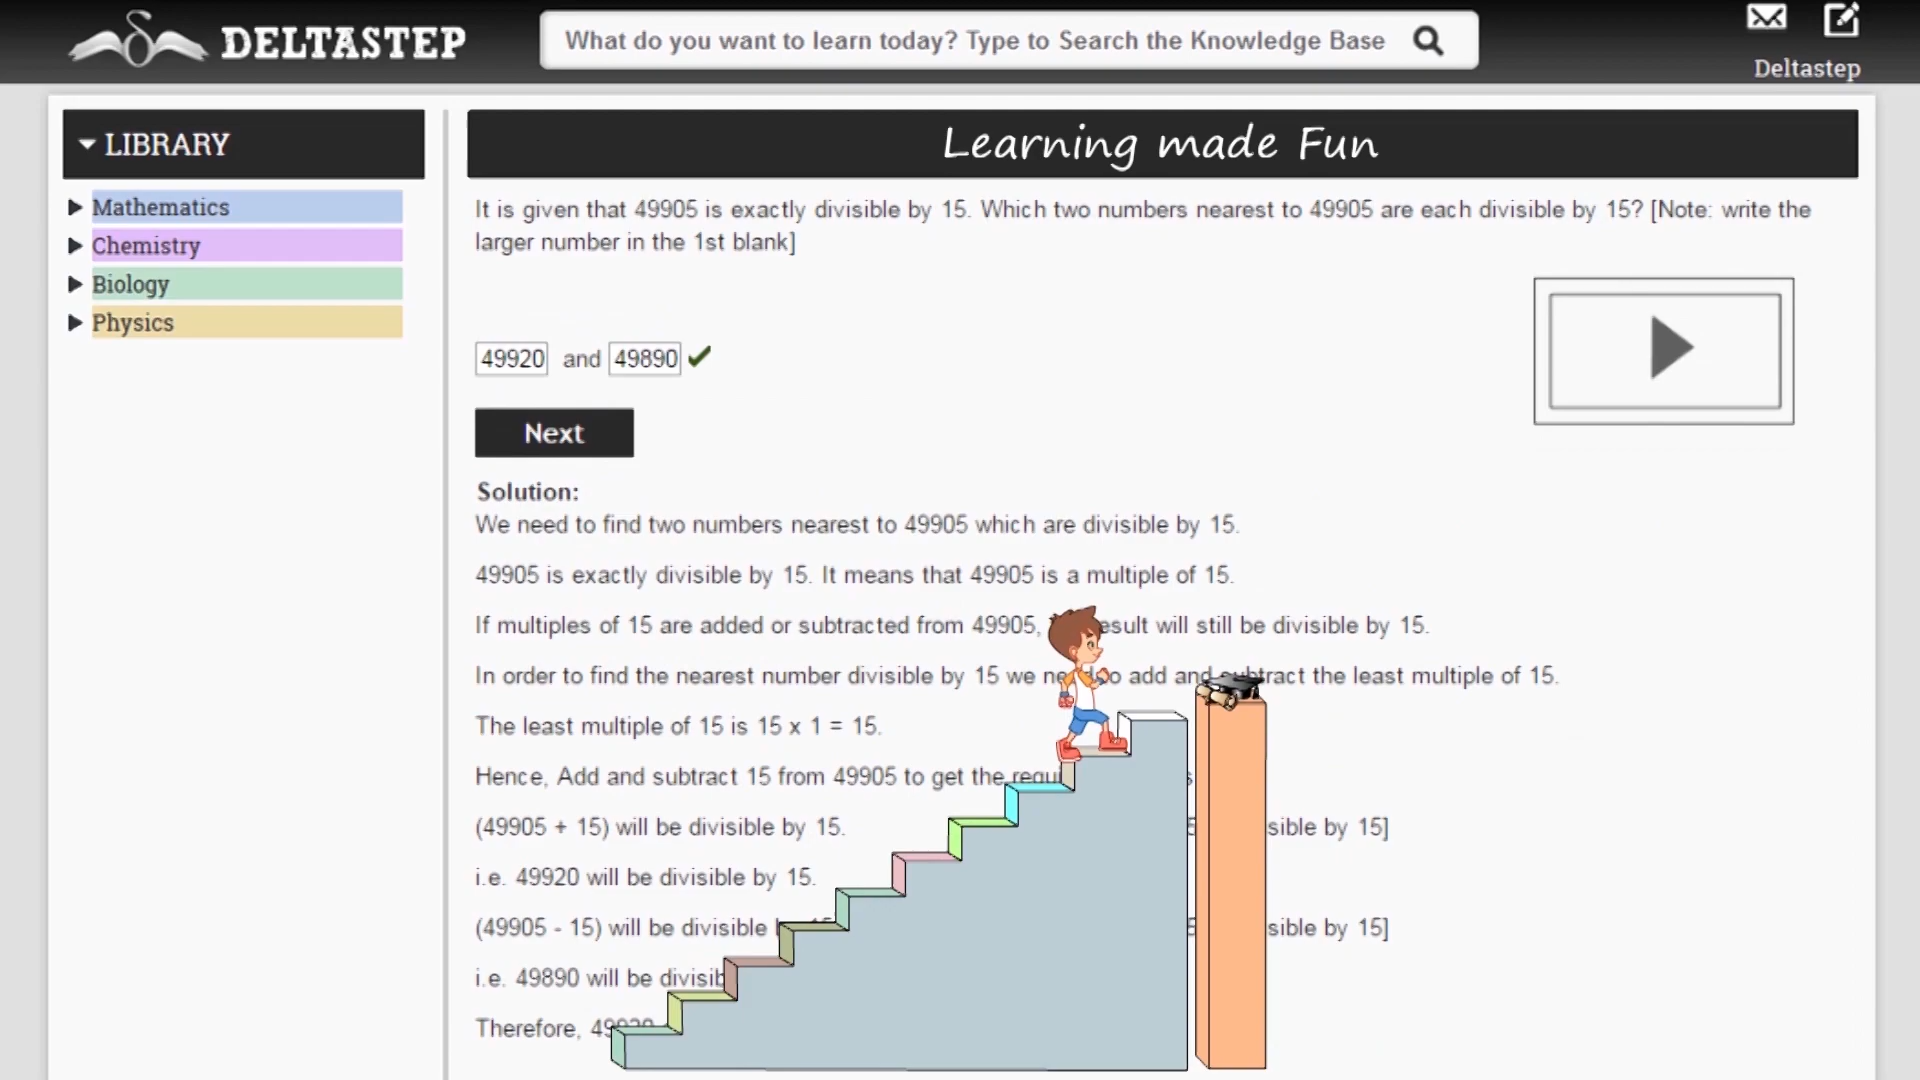 DELTASTEP
What do you want to learn today? Type to Search the Knowledge Base
Deltastep
LIBRARY
Mathematics
Chemistry
Biology
Physics
Learning made Fun
It is given that 49905 is exactly divisible by 15. Which two numbers nearest to 49905 are each divisible by 15? [Note: write the
larger number in the 1st blank]
49920 and 49890
Next
Solution:
We need to find two numbers nearest to 49905 which are divisible by 15.
49905 is exactly divisible by 15. It means that 49905 is a multiple of 15.
If multiples of 15 are added or subtracted from 49905, result will still be divisible by 15.
In order to find the nearest number divisible by 15 we need to add and subtract the least multiple of 15.
The least multiple of 15 is 15 x 1 = 15.
Hence, Add and subtract 15 from 49905 to get the
(49905 + 15) will be divisible by 15. by 15]
i.e. 49920 will be divisible by 15.
(49905 - 15) will be divisible by 15]
i.e. 49890 will be
Therefore,